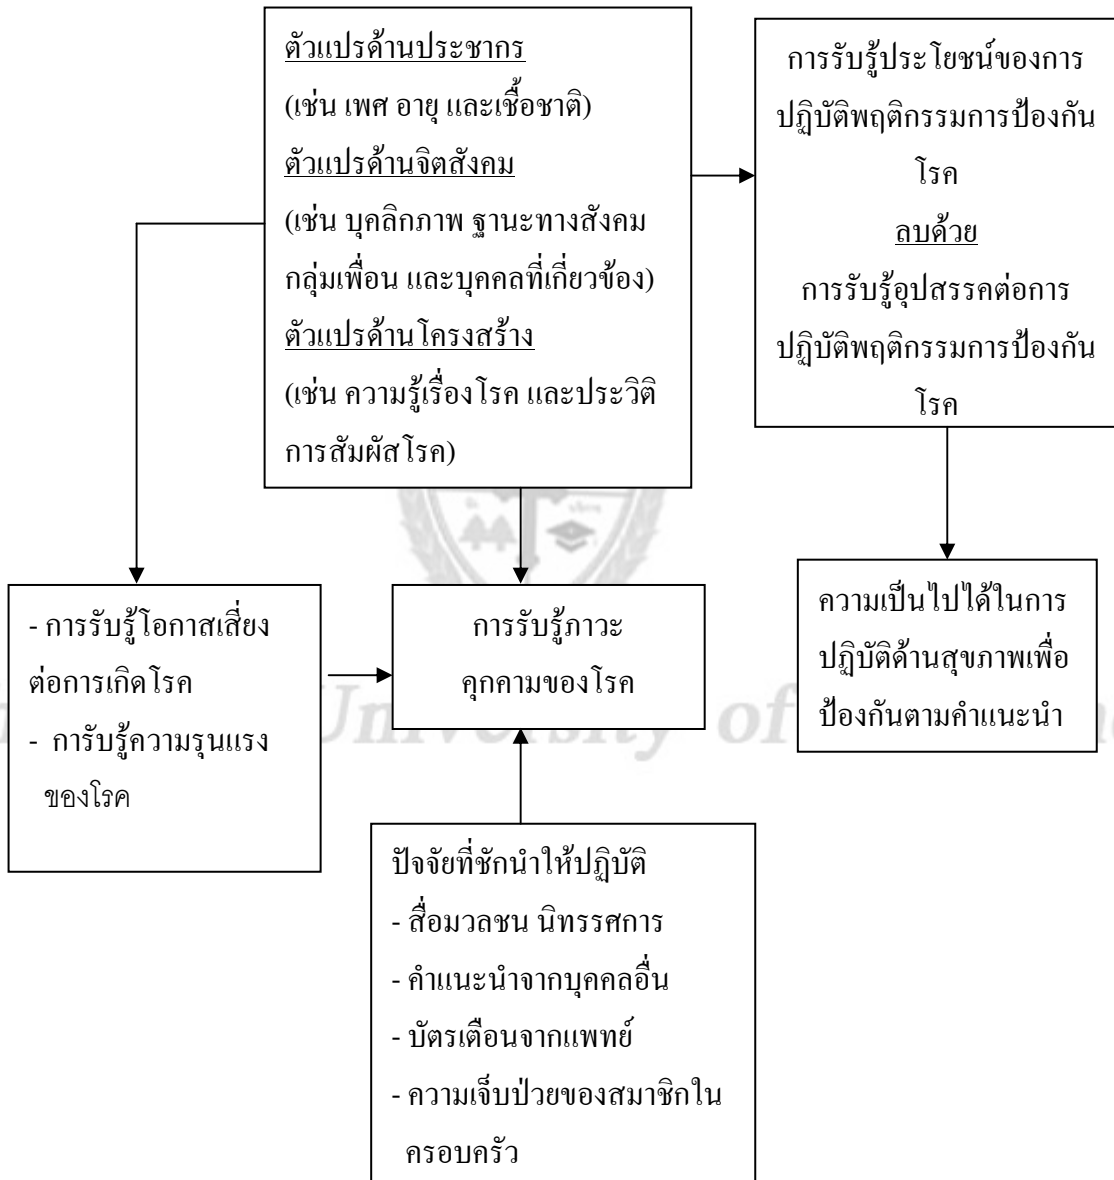 ตัวแปรด้านประชากร
(เช่น เพศ อายุ และเชื้อชาติ)
ตัวแปรด้านจิตสังคม
(เช่น บุคลิกภาพ ฐานะทางสังคม
กลุ่มเพื่อน และบุคคลที่เกี่ยวข้อง)
ตัวแปรด้านโครงสร้าง
(เช่น ความรู้เรื่องโรค และประวิติ
การสัมผัสโรค)
การรับรู้ประโยชน์ของการ
ปฏิบัติพฤติกรรมการป้องกัน
โรค
ลบด้วย
การรับรู้อุปสรรคต่อการ
ปฏิบัติพฤติกรรมการป้องกัน
โรค
- การรับรู้โอกาสเสี่ยง
ต่อการเกิดโรค
- การับรู้ความรุนแรง
ของโรค
การรับรู้ภาวะ
คุกคามของโรค
ความเป็นไปได้ในการ
ปฏิบัติด้านสุขภาพเพื่อ
ป้องกันตามคำแนะนำ
University of
ปัจจัยที่ชักนำให้ปฏิบัติ
- สื่อมวลชน นิทรรศการ
- คำแนะนำจากบุคคลอื่น
- บัตรเตือนจากแพทย์
- ความเจ็บป่วยของสมาชิกใน
ครอบครัว